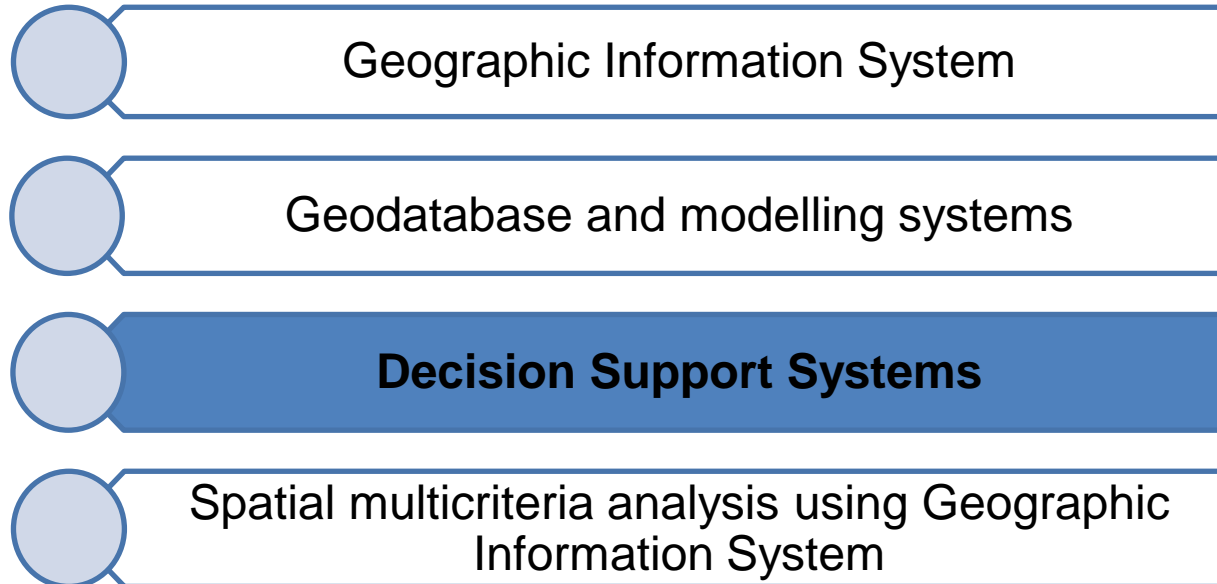 Geographic Information System
Geodatabase and modelling systems
Decision Support Systems
Spatial multicriteria analysis using Geographic
Information System